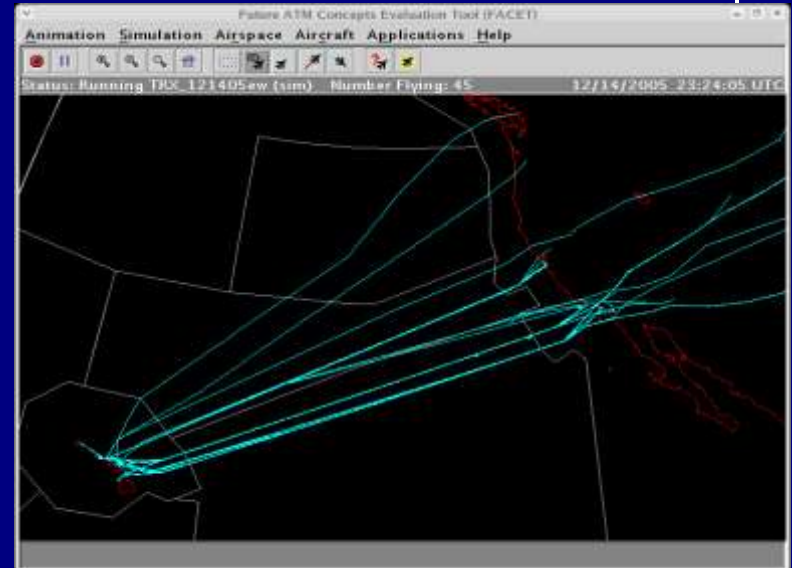 Future ATM Concepts Evaluation Tool (FACET)
Animation Simulation Airspace Aircraft Applications Help
Status: Running TRX_121405ew (sim) Number Flying: 45 12/14/2005 23:24:05 UTC